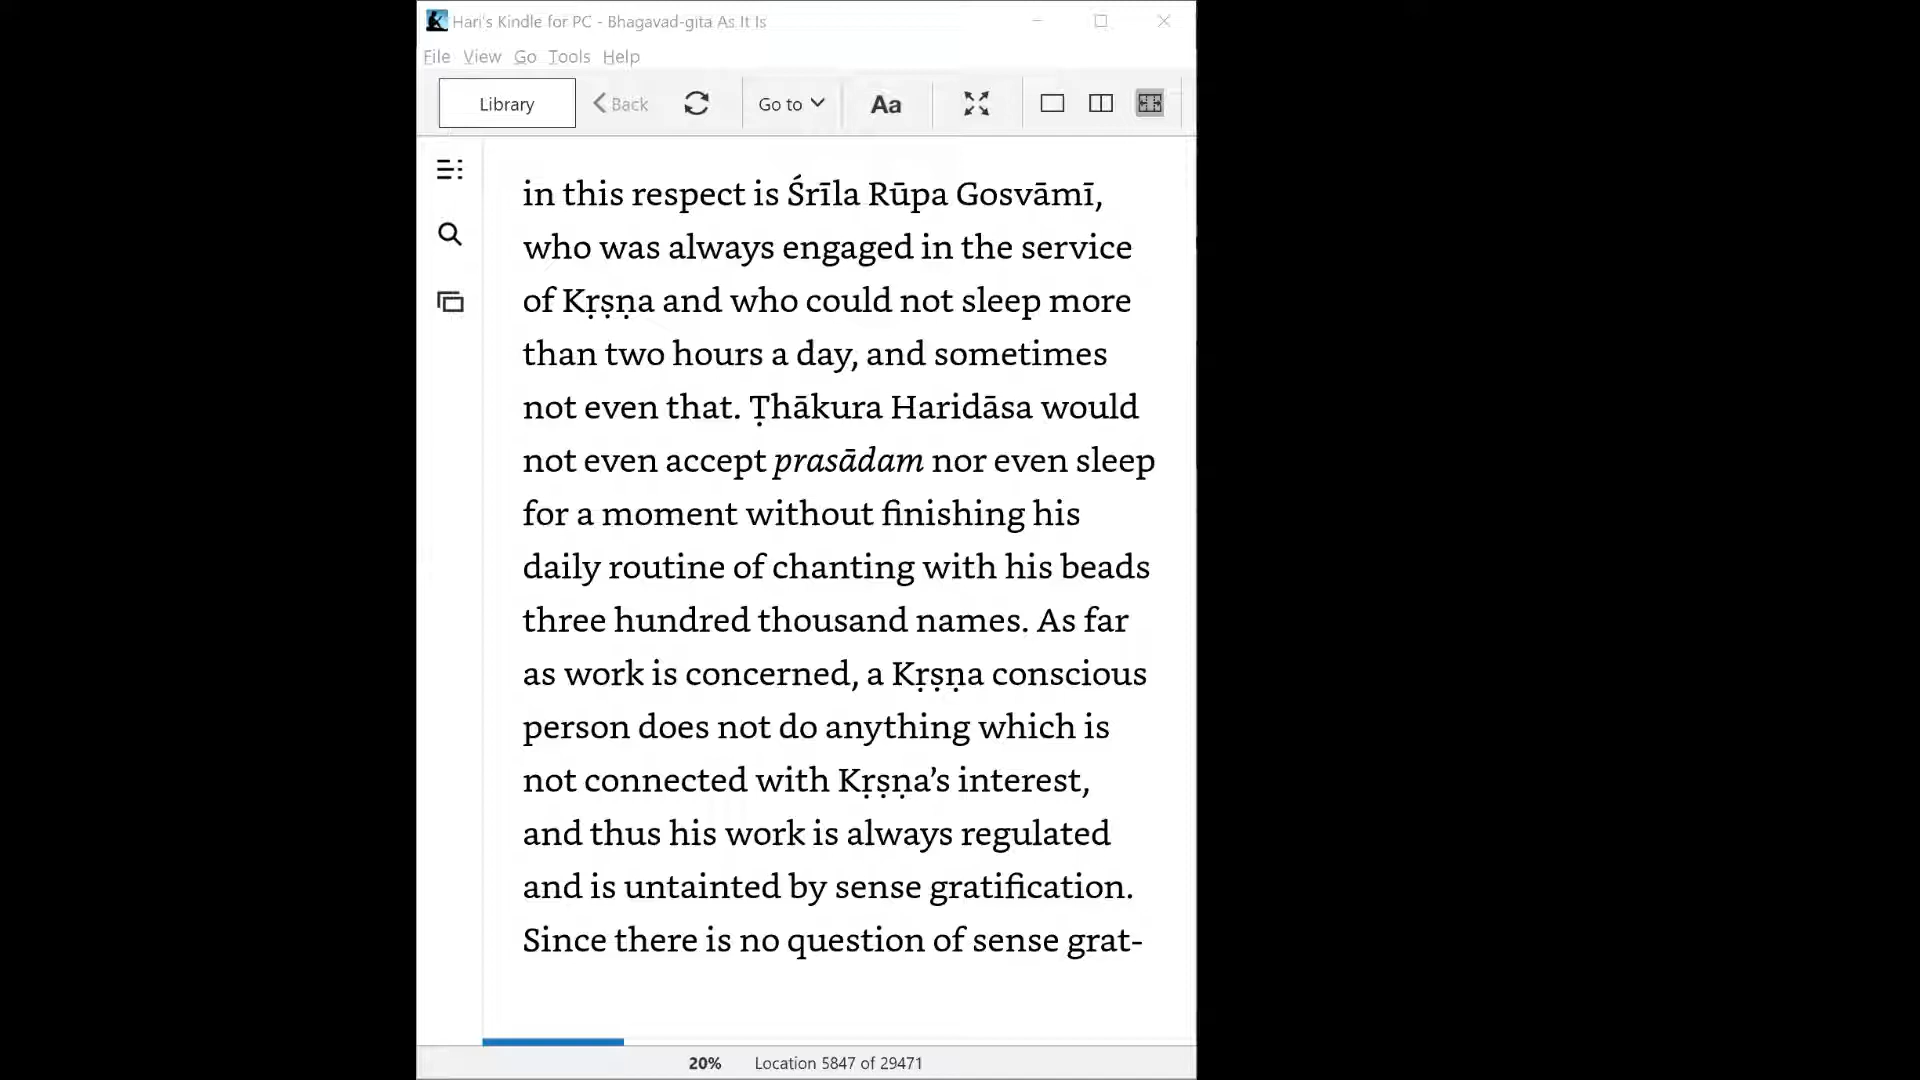 Hari's Kindle for PC - Bhagavad-gita As It Is
File View Go Tools Help
Library Back Go to Aa
in this respect is Śrīla Rūpa Gosvāmī,
who was always engaged in the service
of Kṛṣṇa and who could not sleep more
than two hours a day, and sometimes
not even that. Ṭhākura Haridāsa would
not even accept prasādam nor even sleep
for a moment without finishing his
daily routine of chanting with his beads
three hundred thousand names. As far
as work is concerned, a Kṛṣṇa conscious
person does not do anything which is
not connected with Kṛṣṇa’s interest,
and thus his work is always regulated
and is untainted by sense gratification.
Since there is no question of sense grat-
20% Location 5847 of 29471